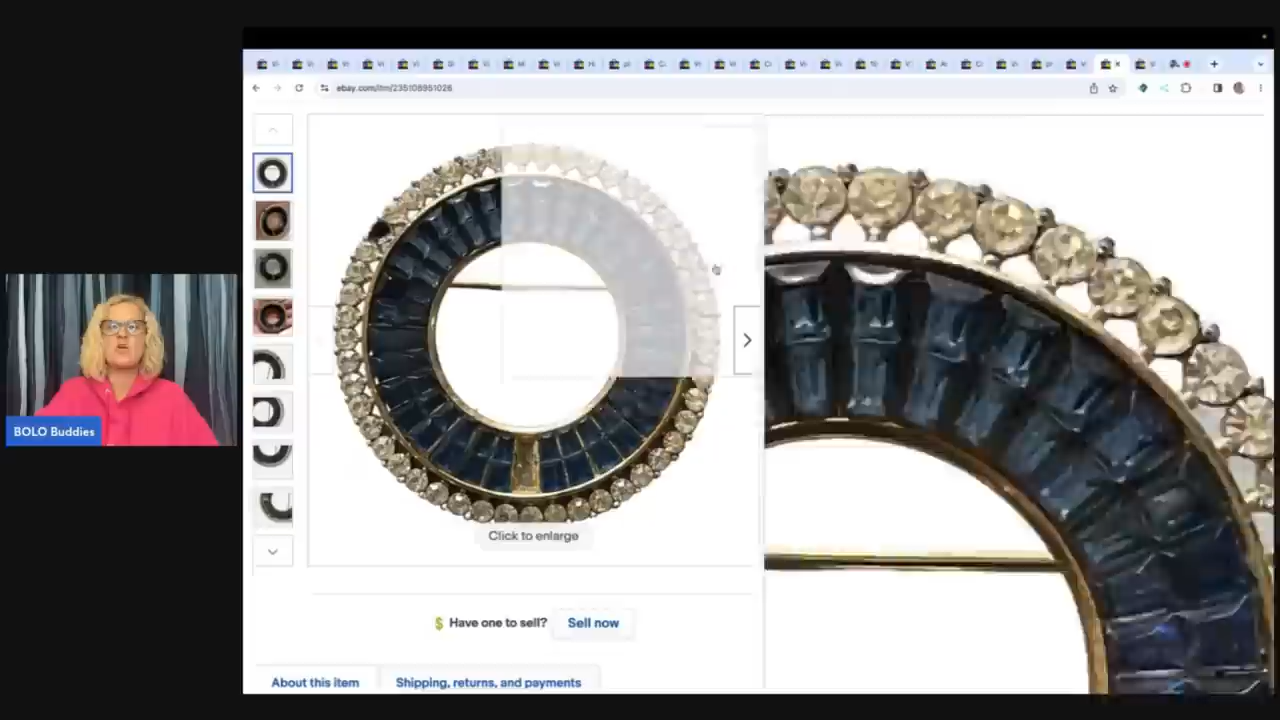 ebay.com/itm/235108951026
BOLO Buddies
Click to enlarge
$ Have one to sell? Sell now
About this item
Shipping, returns, and payments